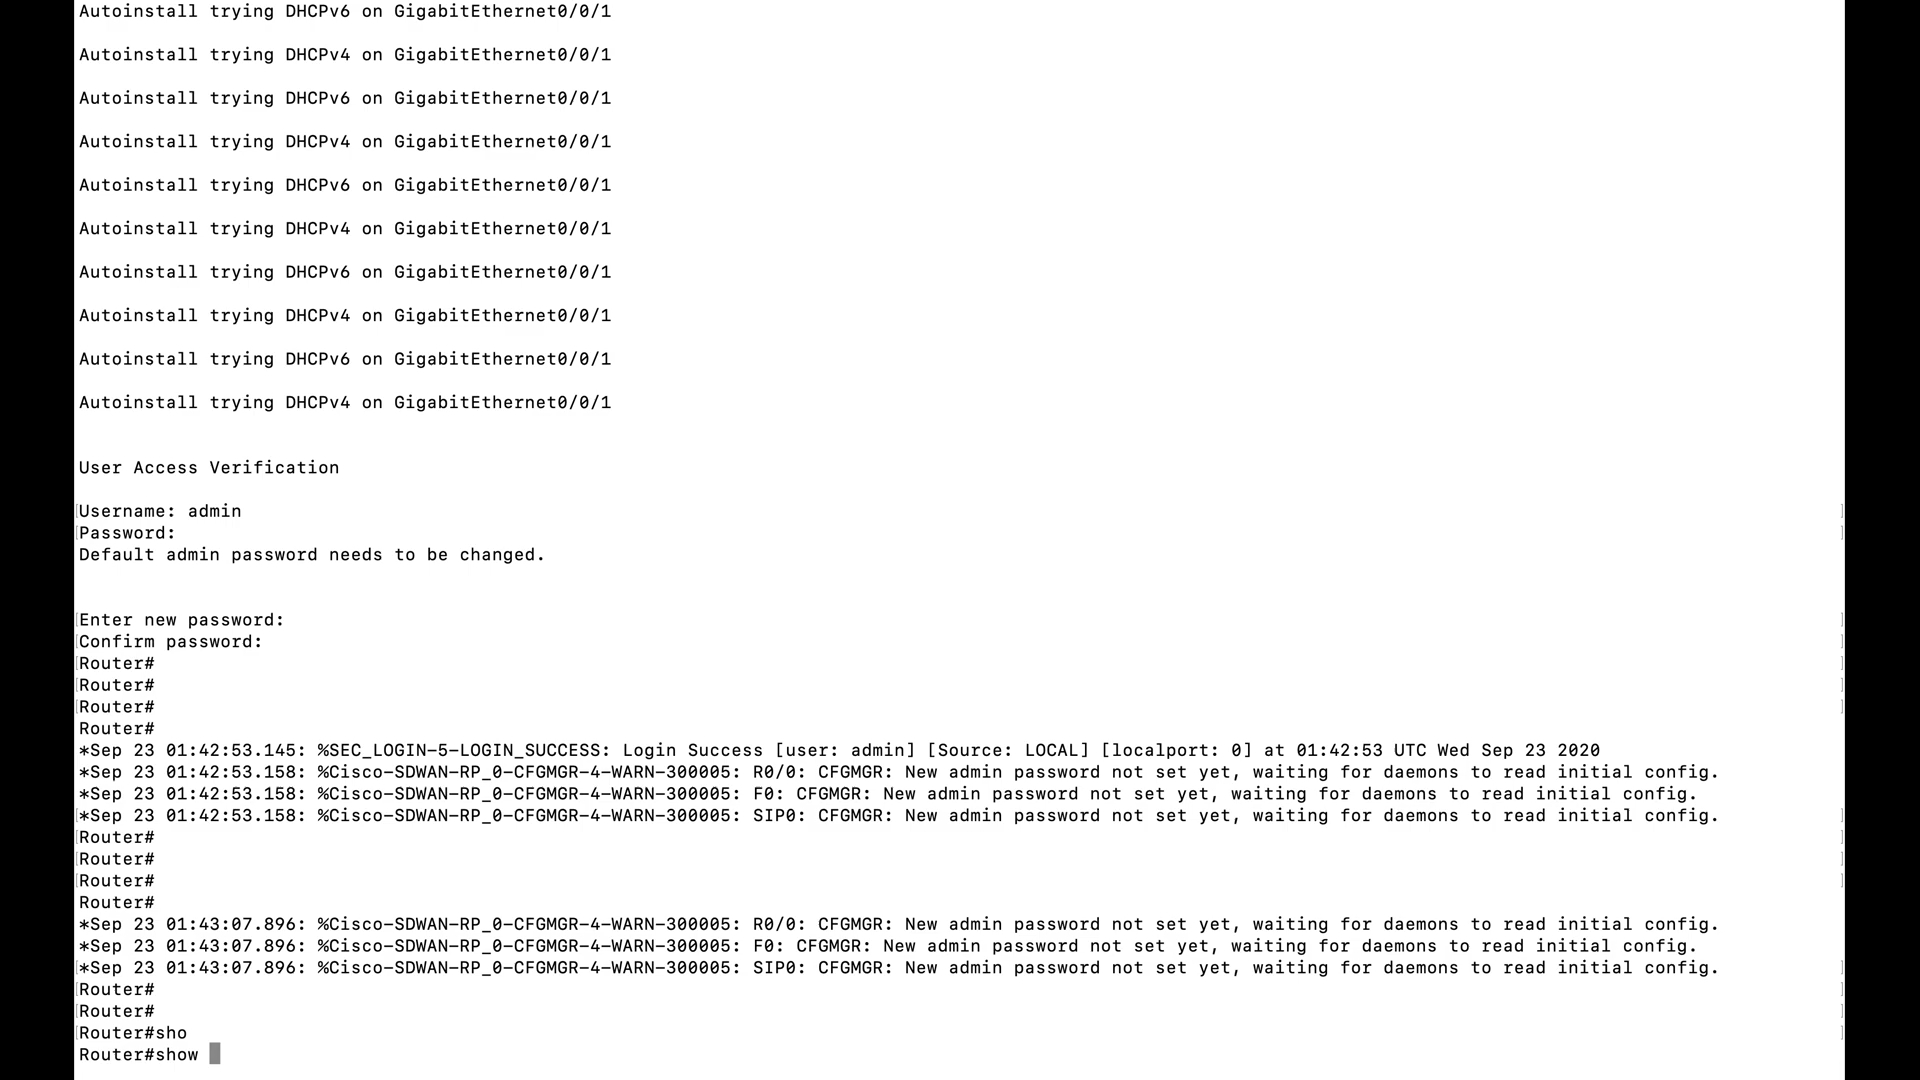 Autoinstall trying DHCPv6 on GigabitEthernet0/0/1
Autoinstall trying DHCPv4 on GigabitEthernet0/0/1
Autoinstall trying DHCPv6 on GigabitEthernet0/0/1
Autoinstall trying DHCPv4 on GigabitEthernet0/0/1
Autoinstall trying DHCPv6 on GigabitEthernet0/0/1
Autoinstall trying DHCPv4 on GigabitEthernet0/0/1
Autoinstall trying DHCPv6 on GigabitEthernet0/0/1
Autoinstall trying DHCPv4 on GigabitEthernet0/0/1
Autoinstall trying DHCPv6 on GigabitEthernet0/0/1
Autoinstall trying DHCPv4 on GigabitEthernet0/0/1
User Access Verification
Username: admin
Password:
Default admin password needs to be changed.
Enter new password:
Confirm password:
Router#
Router#
Router#
Router#
*Sep 23 01:42:53.145: %SEC_LOGIN-5-LOGIN_SUCCESS: Login Success [user: admin] [Source: LOCAL] [localport: 0] at 01:42:53 UTC Wed Sep 23 2020
*Sep 23 01:42:53.158: %Cisco-SDWAN-RP_0-CFGMGR-4-WARN-300005: R0/0: CFGMGR: New admin password not set yet, waiting for daemons to read initial config.
*Sep 23 01:42:53.158: %Cisco-SDWAN-RP_0-CFGMGR-4-WARN-300005: F0: CFGMGR: New admin password not set yet, waiting for daemons to read initial config.
*Sep 23 01:42:53.158: %Cisco-SDWAN-RP_0-CFGMGR-4-WARN-300005: SIP0: CFGMGR: New admin password not set yet, waiting for daemons to read initial config.
Router#
Router#
Router#
Router#
*Sep 23 01:43:07.896: %Cisco-SDWAN-RP_0-CFGMGR-4-WARN-300005: R0/0: CFGMGR: New admin password not set yet, waiting for daemons to read initial config.
*Sep 23 01:43:07.896: %Cisco-SDWAN-RP_0-CFGMGR-4-WARN-300005: F0: CFGMGR: New admin password not set yet, waiting for daemons to read initial config.
*Sep 23 01:43:07.896: %Cisco-SDWAN-RP_0-CFGMGR-4-WARN-300005: SIP0: CFGMGR: New admin password not set yet, waiting for daemons to read initial config.
Router#
Router#
Router#sho
Router#show